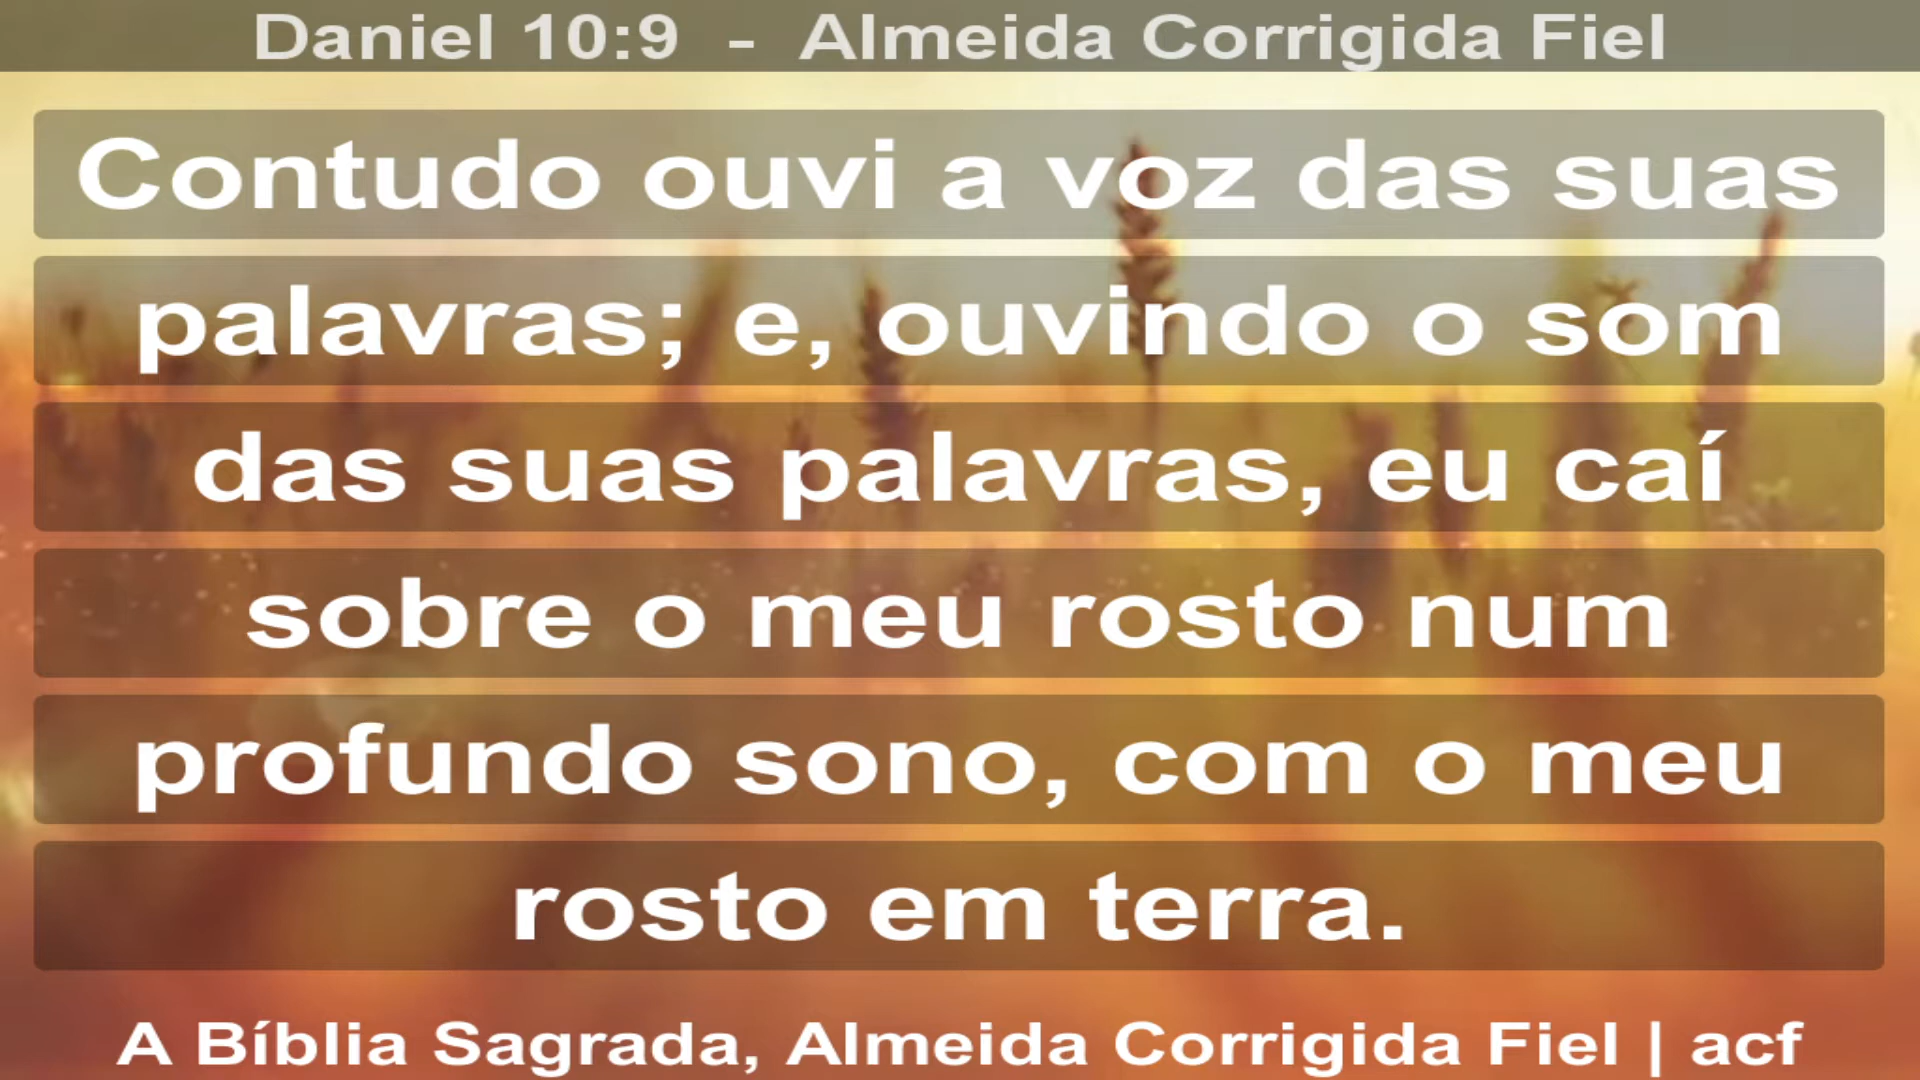 Daniel 10:9 - Almeida Corrigida Fiel
Contudo ouvi a voz das suas
palavras; e, ouvindo o som
das suas palavras, eu caí
sobre o meu rosto num
profundo sono, com o meu
rosto em terra.
A Bíblia Sagrada, Almeida Corrigida Fiel | acf